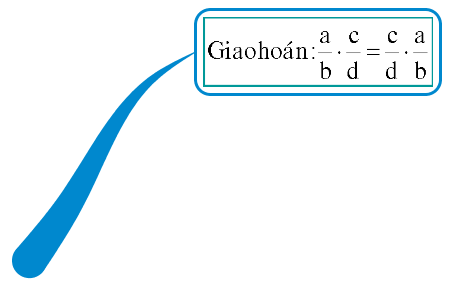 Giaohoán: a/b · c/d = c/d · a/b